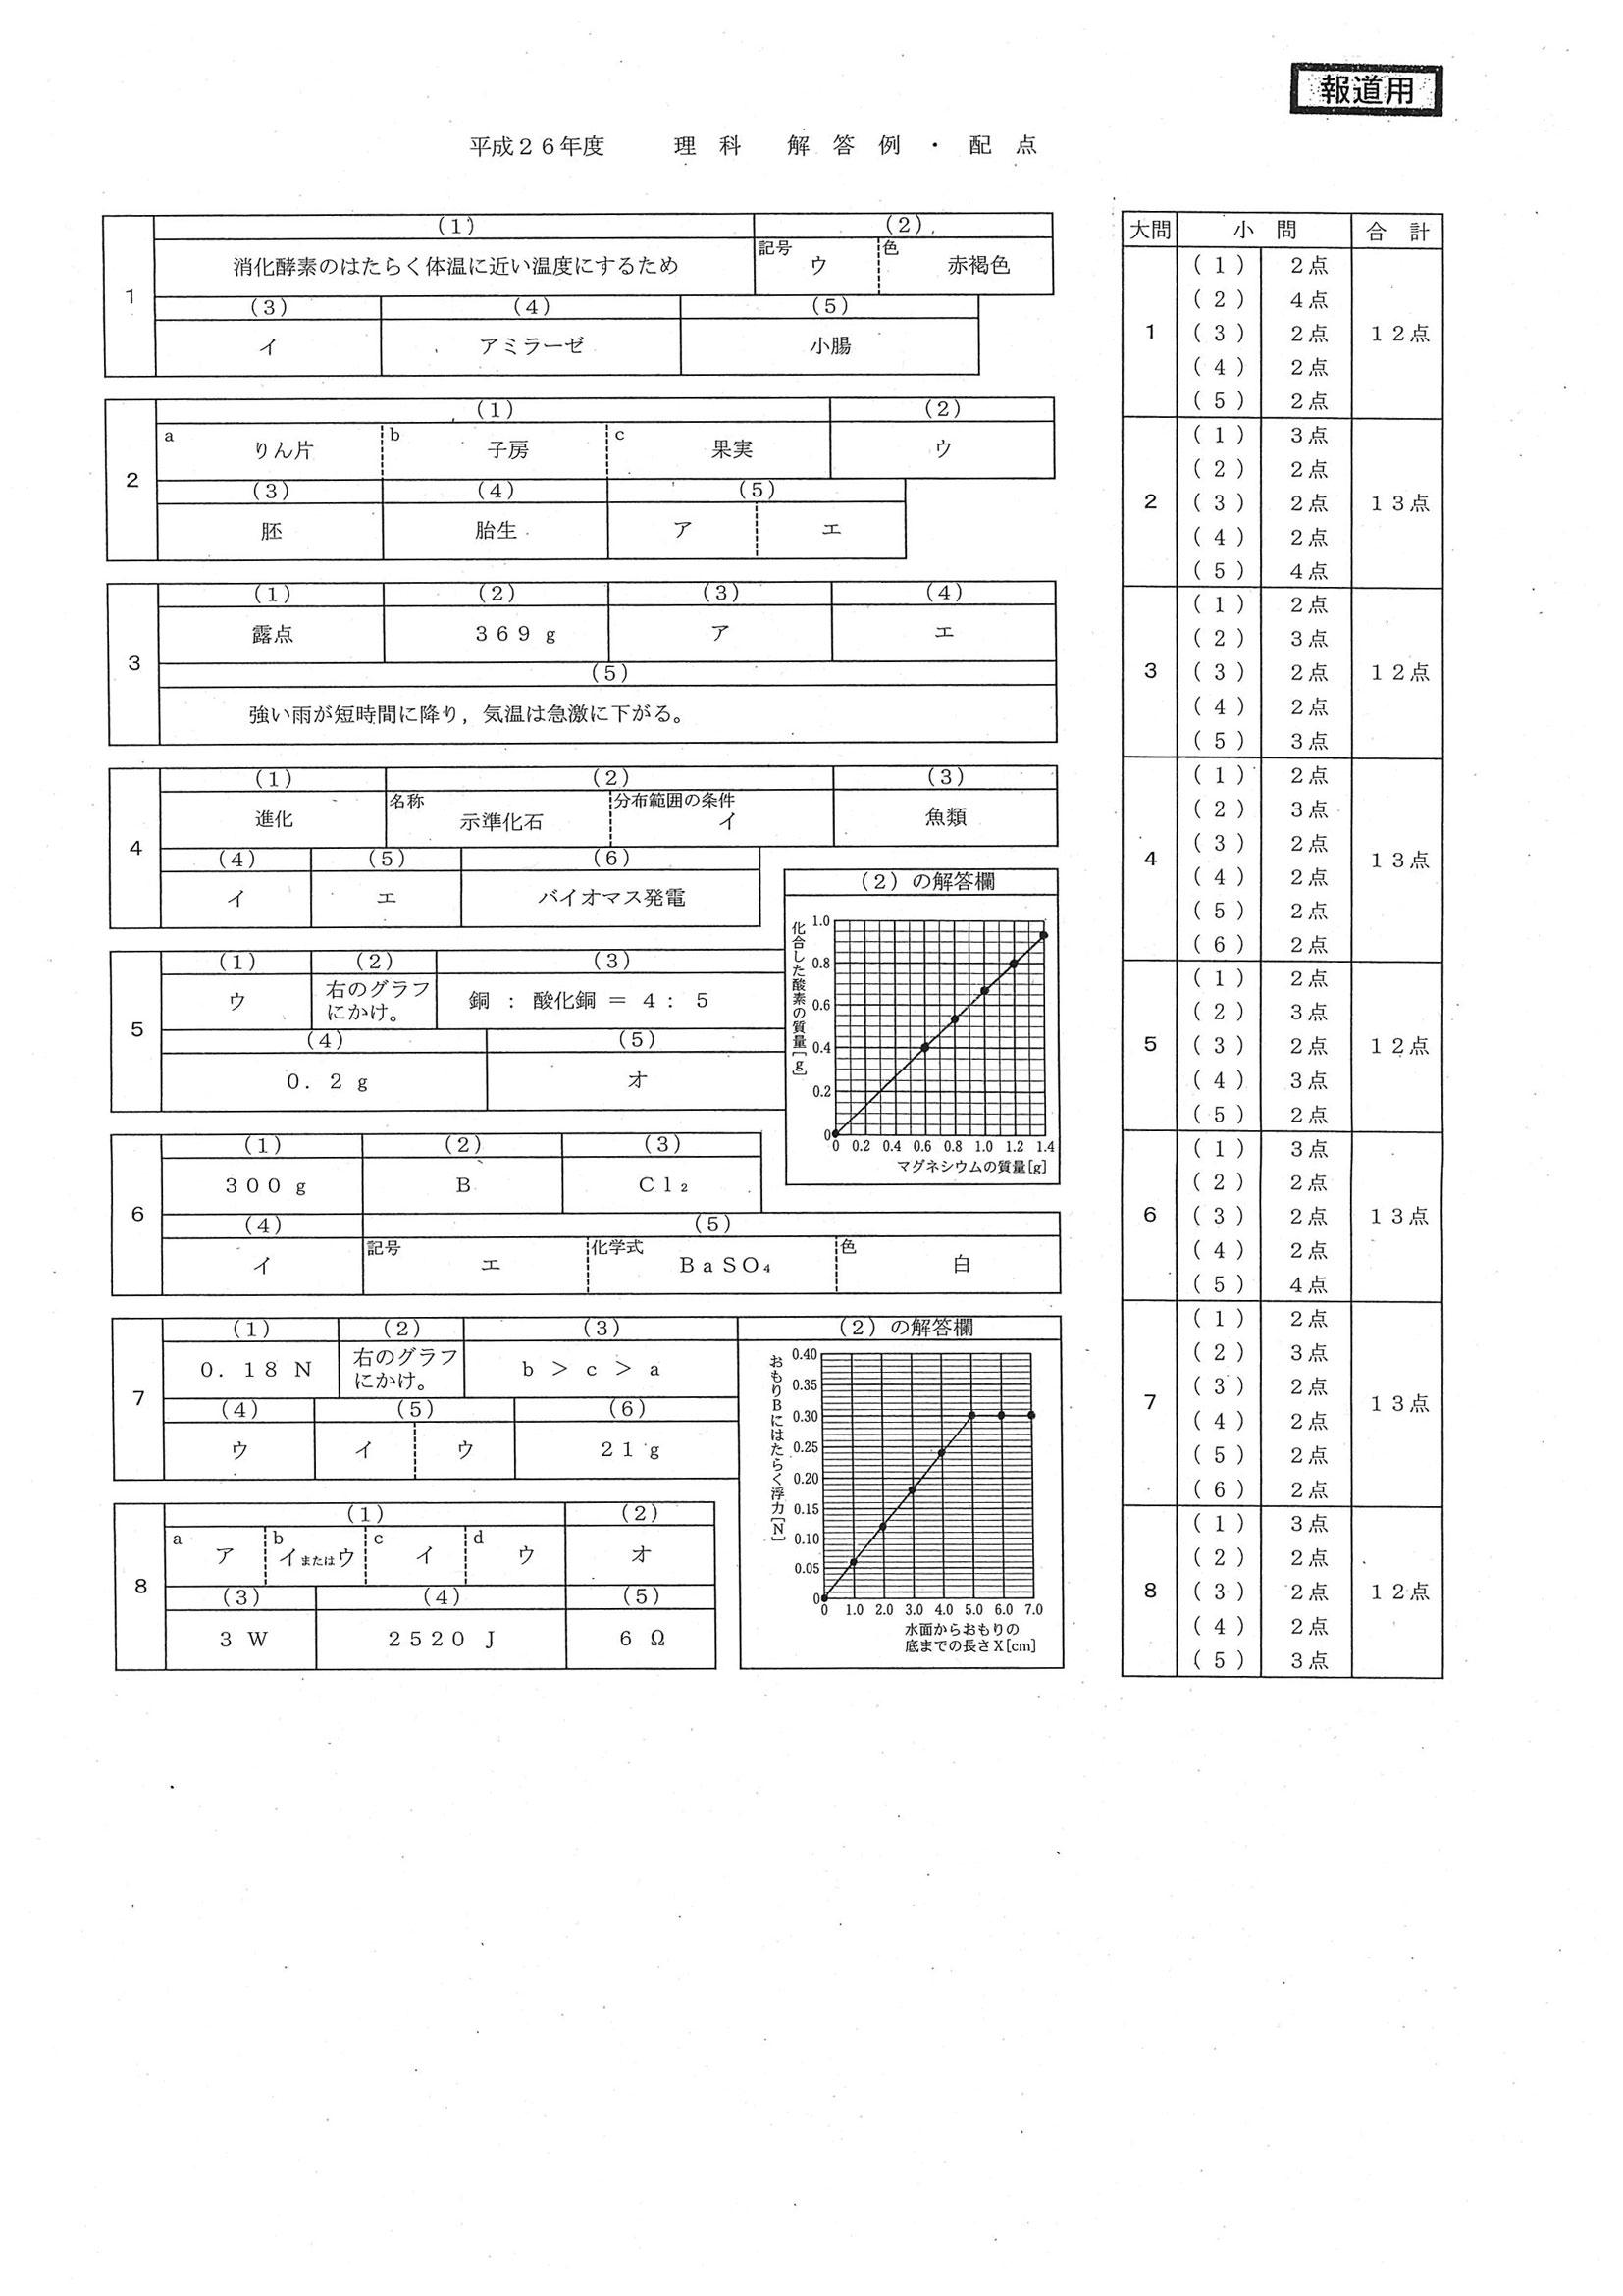 報道用
平成２６年度　理科　解答例・配点
1
(1) (2)
消化酵素のはたらく体温に近い温度にするため 記号 ウ 色 赤褐色
(3) (4) (5)
イ アミラーゼ 小腸
2
(1) (2)
a りん片 b 子房 c 果実 ウ
(3) (4) (5)
胚 胎生 ア エ
3
(1) (2) (3) (4)
露点 ３６９ g ア エ
(5)
強い雨が短時間に降り，気温は急激に下がる。
4
(1) (2) (3)
進化 名称 示準化石 分布範囲の条件 イ 魚類
(4) (5) (6)
イ エ バイオマス発電
5
(1) (2) (3)
ウ 右のグラフ
にかけ。
銅 : 酸化銅 ＝ ４ : ５
(4) (5)
０．２ g オ
(2) の解答欄
化合した酸素の質量[g]
1.0
0.8
0.6
0.4
0.2
0
0 0.2 0.4 0.6 0.8 1.0 1.2 1.4
マグネシウムの質量[g]
6
(1) (2) (3)
３００ g B Cl₂
(4) (5)
イ 記号 エ 化学式 BaSO₄ 色 白
7
(1) (2) (3)
０．１８ N 右のグラフ
にかけ。
b ＞ c ＞ a
(4) (5) (6)
ウ イ ウ ２１ g
(2) の解答欄
おもりBにはたらく浮力[N]
0.40
0.35
0.30
0.25
0.20
0.15
0.10
0.05
0
0 1.0 2.0 3.0 4.0 5.0 6.0 7.0
水面からおもりの
底までの長さX[cm]
8
(1) (2)
a ア b イまたはウ c イ d ウ オ
(3) (4) (5)
３ W ２５２０ J ６ Ω
大問 小問 合計
1 １２点
(1) ２点
(2) ４点
(3) ２点
(4) ２点
(5) ２点
2 １３点
(1) ３点
(2) ２点
(3) ２点
(4) ２点
(5) ４点
3 １２点
(1) ２点
(2) ３点
(3) ２点
(4) ２点
(5) ３点
4 １３点
(1) ２点
(2) ３点
(3) ２点
(4) ２点
(5) ２点
(6) ２点
5 １２点
(1) ２点
(2) ３点
(3) ２点
(4) ３点
(5) ２点
6 １３点
(1) ３点
(2) ２点
(3) ２点
(4) ２点
(5) ４点
7 １３点
(1) ２点
(2) ３点
(3) ２点
(4) ２点
(5) ２点
(6) ２点
8 １２点
(1) ３点
(2) ２点
(3) ２点
(4) ２点
(5) ３点